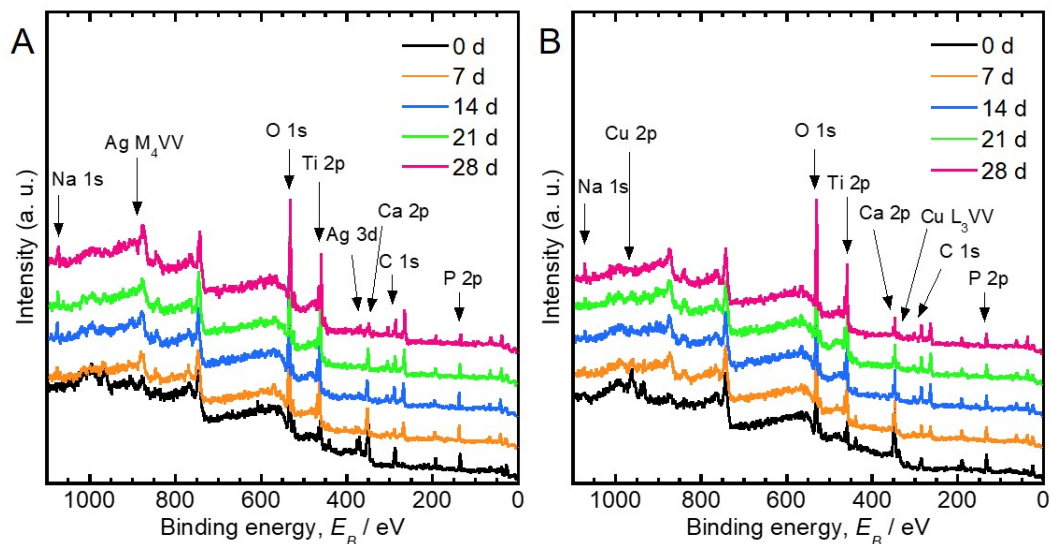 A
0 d
7 d
14 d
21 d
28 d
O 1s
Ag M₄VV
Ti 2p
Na 1s
Ca 2p
Ag 3d
C 1s
P 2p
Intensity (a. u.)
1000 800 600 400 200 0
Binding energy, E_B / eV
B
0 d
7 d
14 d
21 d
28 d
Cu 2p
O 1s
Na 1s
Ti 2p
Ca 2p
Cu L₃VV
C 1s
P 2p
Intensity (a. u.)
1000 800 600 400 200 0
Binding energy, E_B / eV